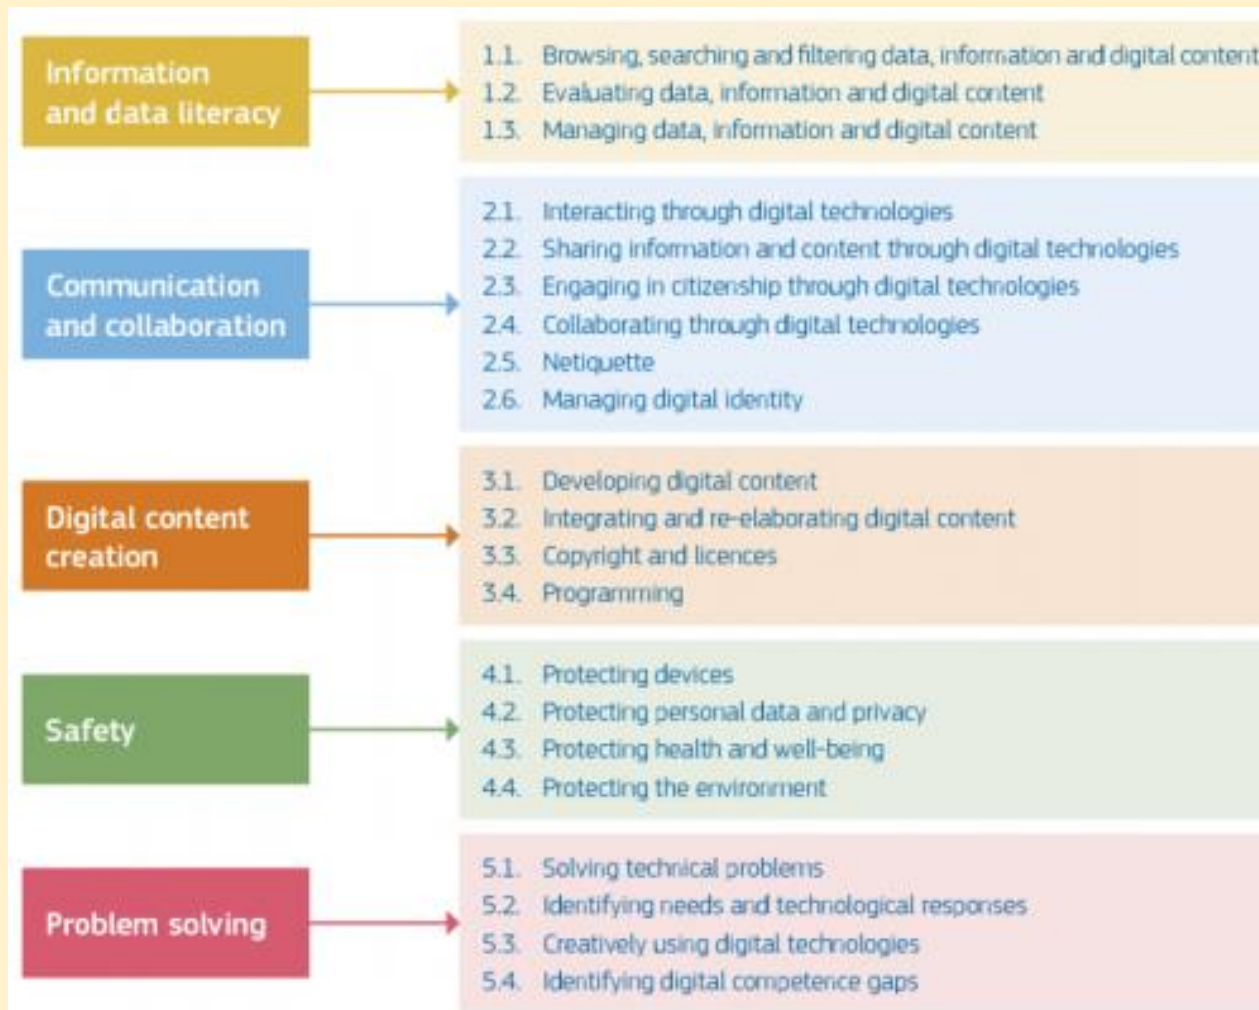 Information
and data literacy
1.1. Browsing, searching and filtering data, information and digital content
1.2. Evaluating data, information and digital content
1.3. Managing data, information and digital content
Communication
and collaboration
2.1. Interacting through digital technologies
2.2. Sharing information and content through digital technologies
2.3. Engaging in citizenship through digital technologies
2.4. Collaborating through digital technologies
2.5. Netiquette
2.6. Managing digital identity
Digital content
creation
3.1. Developing digital content
3.2. Integrating and re-elaborating digital content
3.3. Copyright and licences
3.4. Programming
Safety
4.1. Protecting devices
4.2. Protecting personal data and privacy
4.3. Protecting health and well-being
4.4. Protecting the environment
Problem solving
5.1. Solving technical problems
5.2. Identifying needs and technological responses
5.3. Creatively using digital technologies
5.4. Identifying digital competence gaps